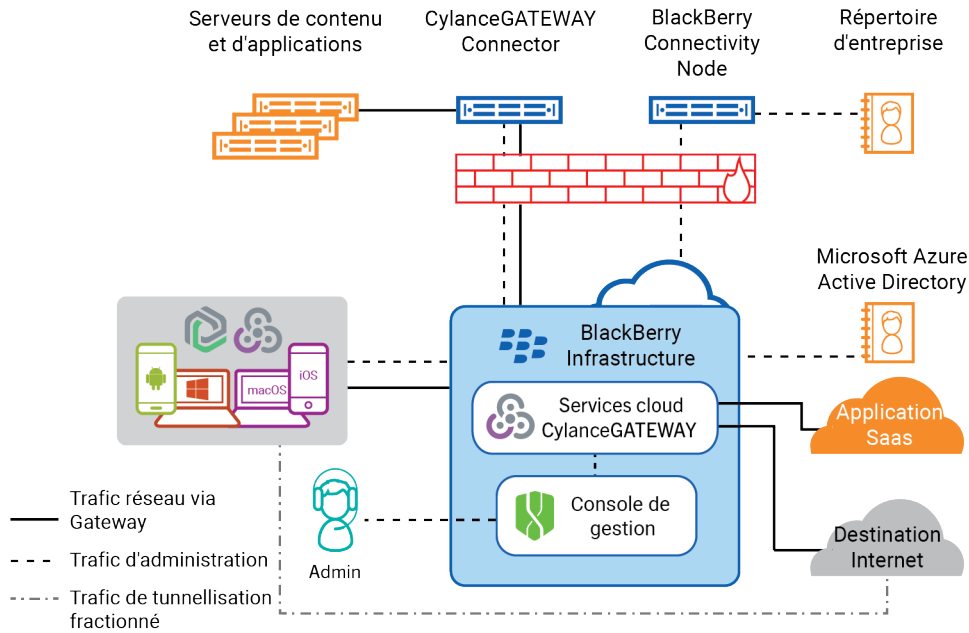 Serveurs de contenu
et d'applications
CylanceGATEWAY
Connector
BlackBerry
Connectivity
Node
Répertoire
d'entreprise
Microsoft Azure
Active Directory
BlackBerry
Infrastructure
iOS
macOS
Services cloud
CylanceGATEWAY
Application
Saas
Console de
gestion
Trafic réseau via
Gateway
Destination
Internet
Trafic d'administration
Admin
Trafic de tunnellisation
fractionné